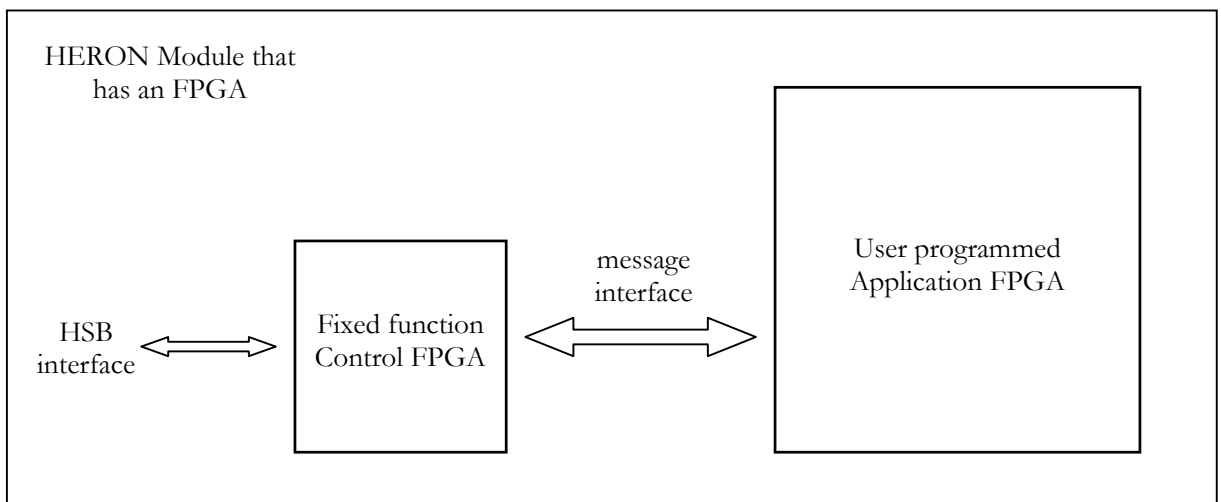 HERON Module that
has an FPGA
HSB
interface
Fixed function
Control FPGA
message
interface
User programmed
Application FPGA